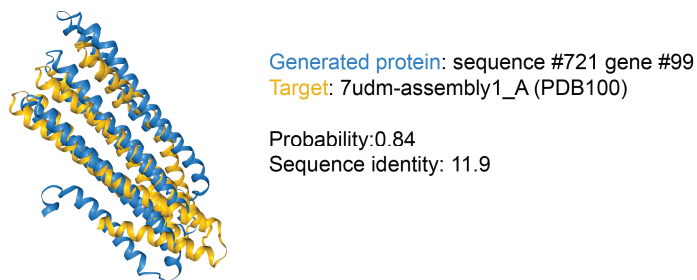 Generated protein: sequence #721 gene #99
Target: 7udm-assembly1_A (PDB100)
Probability:0.84
Sequence identity: 11.9